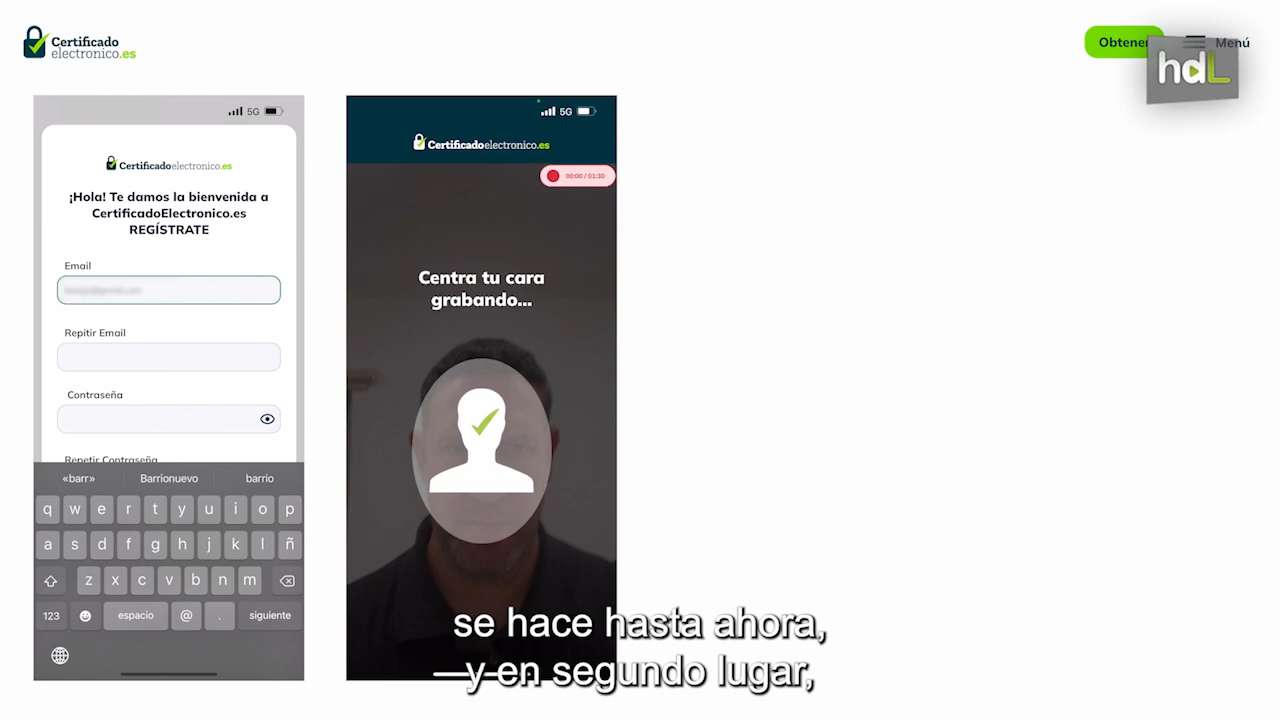 Certificado
electronico.es
Obtener
Menú
hdL
5G
Certificadoelectronico.es
¡Hola! Te damos la bienvenida a
CertificadoElectronico.es
REGÍSTRATE
Email
Repitir Email
Contraseña
Repetir Contraseña
«barr» Barrionuevo barrio
q w e r t y u i o p
a s d f g h j k l ñ
z x c v b n m
123 espacio @ . siguiente
5G
Certificadoelectronico.es
00:00 / 01:30
Centra tu cara
grabando...
se hace hasta ahora,
y en segundo lugar,